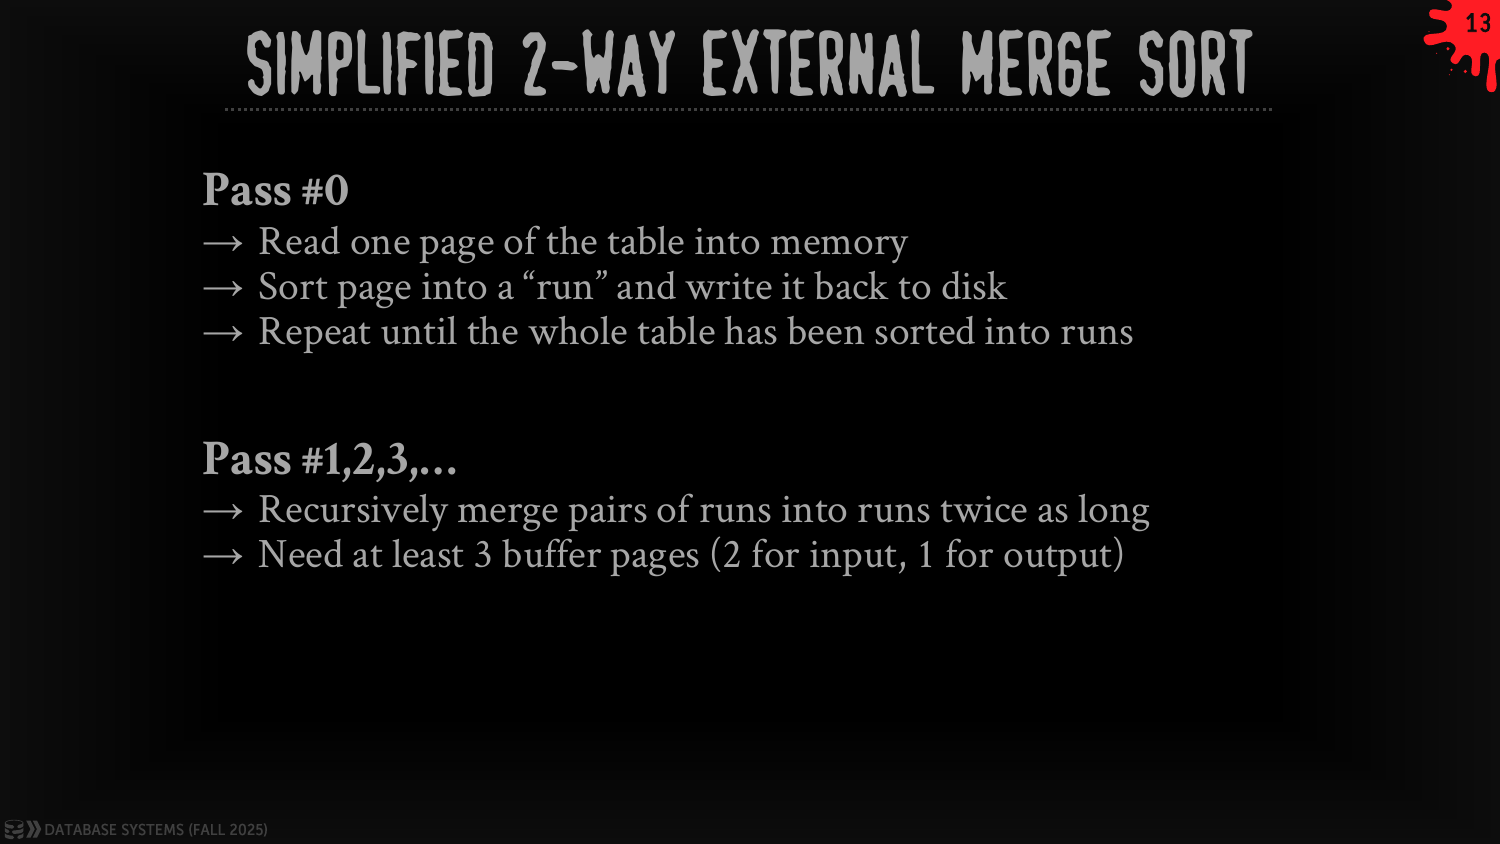 SIMPLIFIED 2-WAY EXTERNAL MERGE SORT
13
Pass #0
→ Read one page of the table into memory
→ Sort page into a “run” and write it back to disk
→ Repeat until the whole table has been sorted into runs
Pass #1,2,3,…
→ Recursively merge pairs of runs into runs twice as long
→ Need at least 3 buffer pages (2 for input, 1 for output)
DATABASE SYSTEMS (FALL 2025)